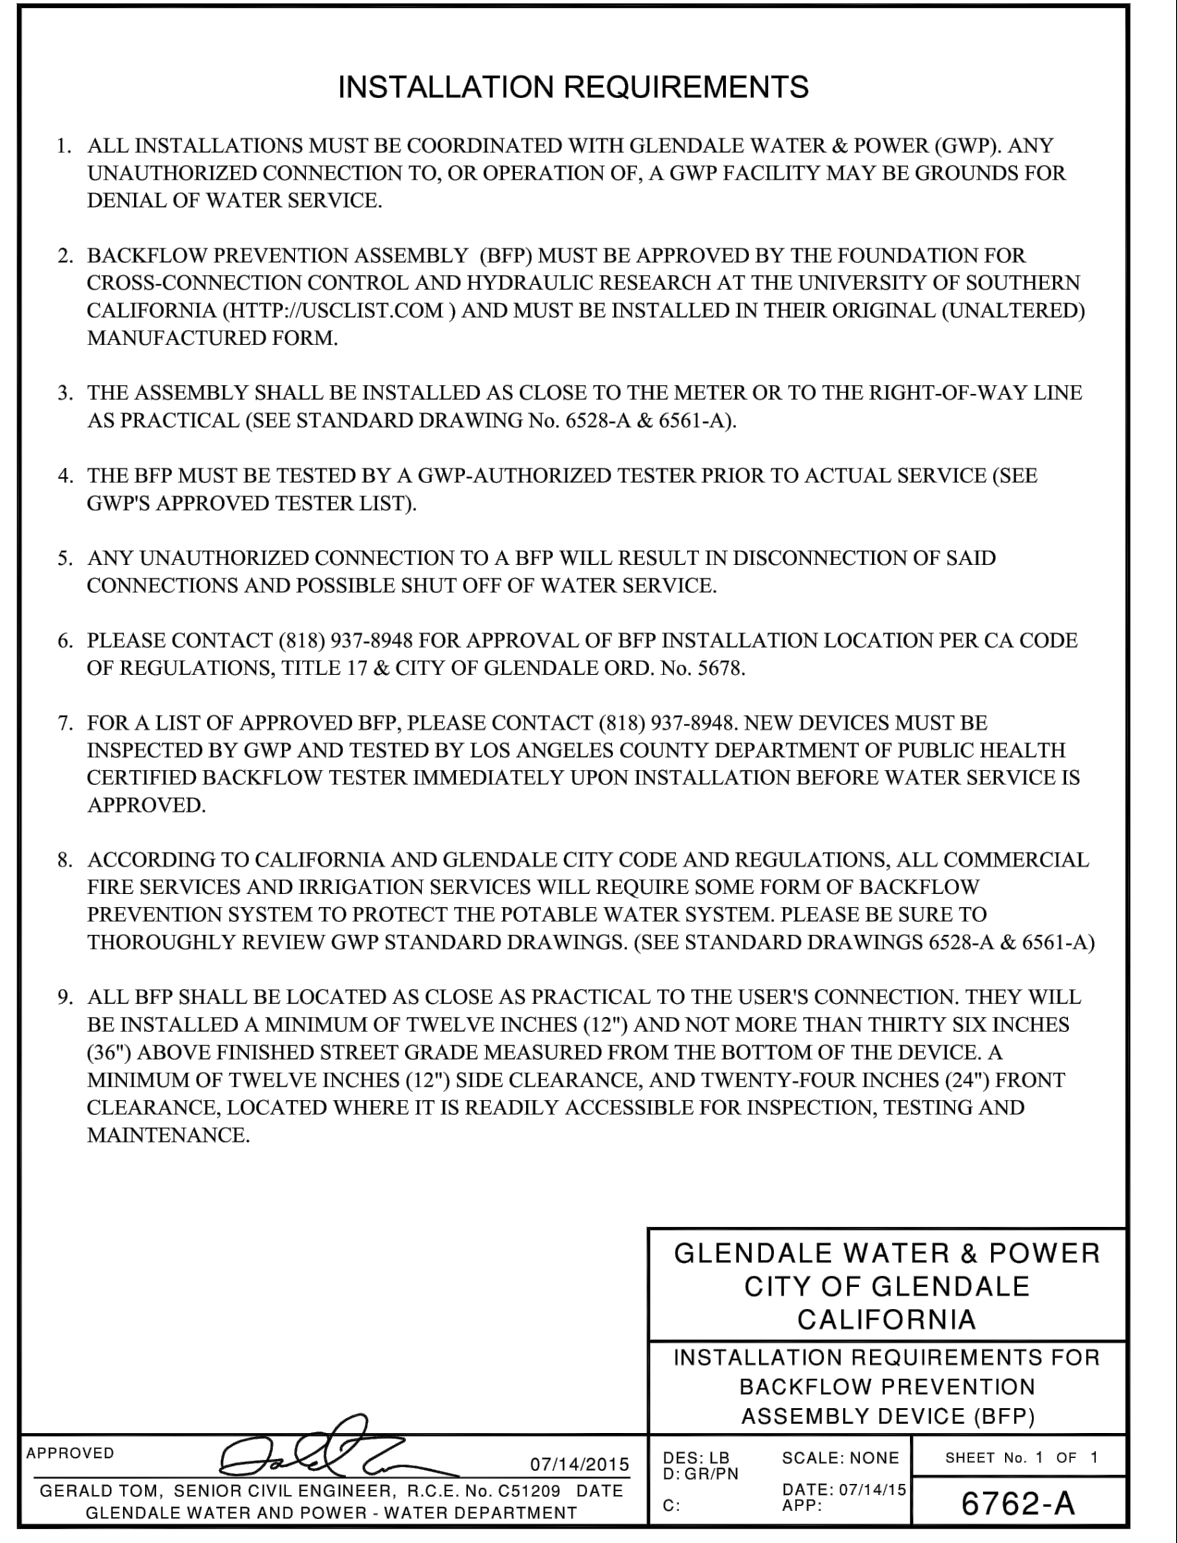 INSTALLATION REQUIREMENTS
1. ALL INSTALLATIONS MUST BE COORDINATED WITH GLENDALE WATER & POWER (GWP). ANY
UNAUTHORIZED CONNECTION TO, OR OPERATION OF, A GWP FACILITY MAY BE GROUNDS FOR
DENIAL OF WATER SERVICE.
2. BACKFLOW PREVENTION ASSEMBLY (BFP) MUST BE APPROVED BY THE FOUNDATION FOR
CROSS-CONNECTION CONTROL AND HYDRAULIC RESEARCH AT THE UNIVERSITY OF SOUTHERN
CALIFORNIA (HTTP://USCLIST.COM ) AND MUST BE INSTALLED IN THEIR ORIGINAL (UNALTERED)
MANUFACTURED FORM.
3. THE ASSEMBLY SHALL BE INSTALLED AS CLOSE TO THE METER OR TO THE RIGHT-OF-WAY LINE
AS PRACTICAL (SEE STANDARD DRAWING No. 6528-A & 6561-A).
4. THE BFP MUST BE TESTED BY A GWP-AUTHORIZED TESTER PRIOR TO ACTUAL SERVICE (SEE
GWP'S APPROVED TESTER LIST).
5. ANY UNAUTHORIZED CONNECTION TO A BFP WILL RESULT IN DISCONNECTION OF SAID
CONNECTIONS AND POSSIBLE SHUT OFF OF WATER SERVICE.
6. PLEASE CONTACT (818) 937-8948 FOR APPROVAL OF BFP INSTALLATION LOCATION PER CA CODE
OF REGULATIONS, TITLE 17 & CITY OF GLENDALE ORD. No. 5678.
7. FOR A LIST OF APPROVED BFP, PLEASE CONTACT (818) 937-8948. NEW DEVICES MUST BE
INSPECTED BY GWP AND TESTED BY LOS ANGELES COUNTY DEPARTMENT OF PUBLIC HEALTH
CERTIFIED BACKFLOW TESTER IMMEDIATELY UPON INSTALLATION BEFORE WATER SERVICE IS
APPROVED.
8. ACCORDING TO CALIFORNIA AND GLENDALE CITY CODE AND REGULATIONS, ALL COMMERCIAL
FIRE SERVICES AND IRRIGATION SERVICES WILL REQUIRE SOME FORM OF BACKFLOW
PREVENTION SYSTEM TO PROTECT THE POTABLE WATER SYSTEM. PLEASE BE SURE TO
THOROUGHLY REVIEW GWP STANDARD DRAWINGS. (SEE STANDARD DRAWINGS 6528-A & 6561-A)
9. ALL BFP SHALL BE LOCATED AS CLOSE AS PRACTICAL TO THE USER'S CONNECTION. THEY WILL
BE INSTALLED A MINIMUM OF TWELVE INCHES (12") AND NOT MORE THAN THIRTY SIX INCHES
(36") ABOVE FINISHED STREET GRADE MEASURED FROM THE BOTTOM OF THE DEVICE. A
MINIMUM OF TWELVE INCHES (12") SIDE CLEARANCE, AND TWENTY-FOUR INCHES (24") FRONT
CLEARANCE, LOCATED WHERE IT IS READILY ACCESSIBLE FOR INSPECTION, TESTING AND
MAINTENANCE.
GLENDALE WATER & POWER
CITY OF GLENDALE
CALIFORNIA
INSTALLATION REQUIREMENTS FOR
BACKFLOW PREVENTION
ASSEMBLY DEVICE (BFP)
APPROVED
07/14/2015
GERALD TOM, SENIOR CIVIL ENGINEER, R.C.E. No. C51209 DATE
GLENDALE WATER AND POWER - WATER DEPARTMENT
DES: LB
D: GR/PN
C:
SCALE: NONE
DATE: 07/14/15
APP:
SHEET No. 1 OF 1
6762-A